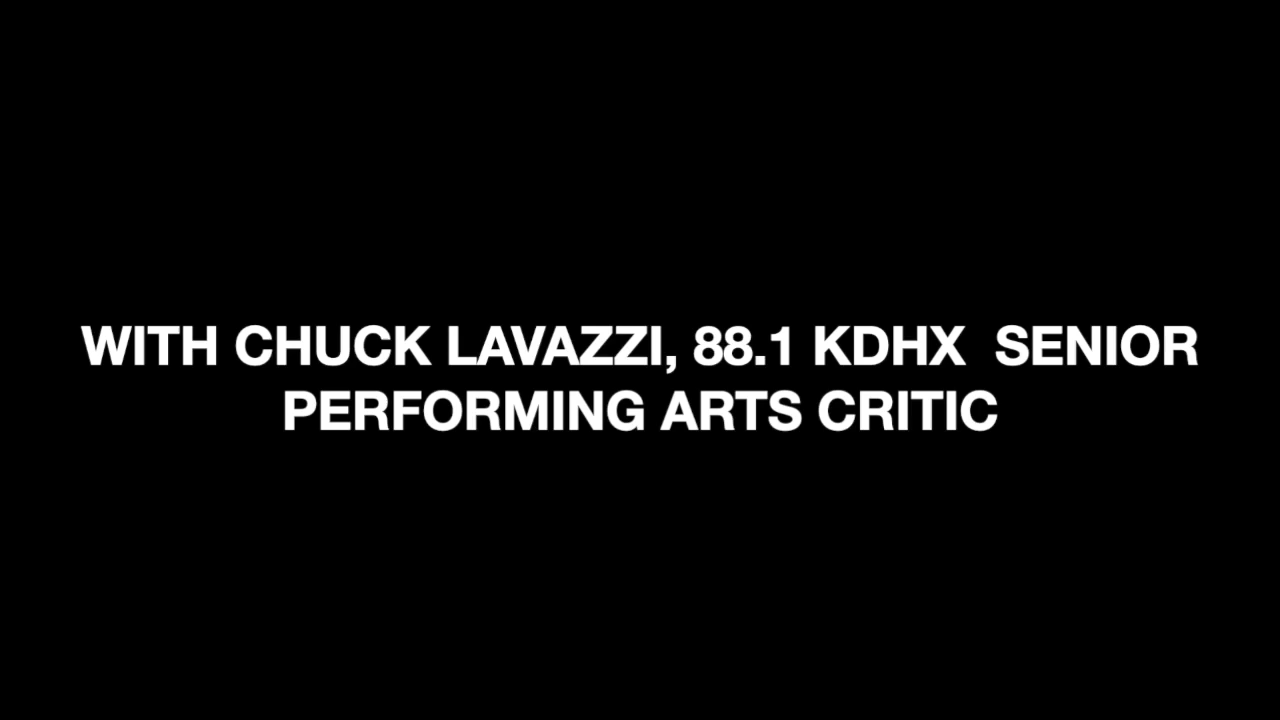 WITH CHUCK LAVAZZI, 88.1 KDHX  SENIOR
PERFORMING ARTS CRITIC